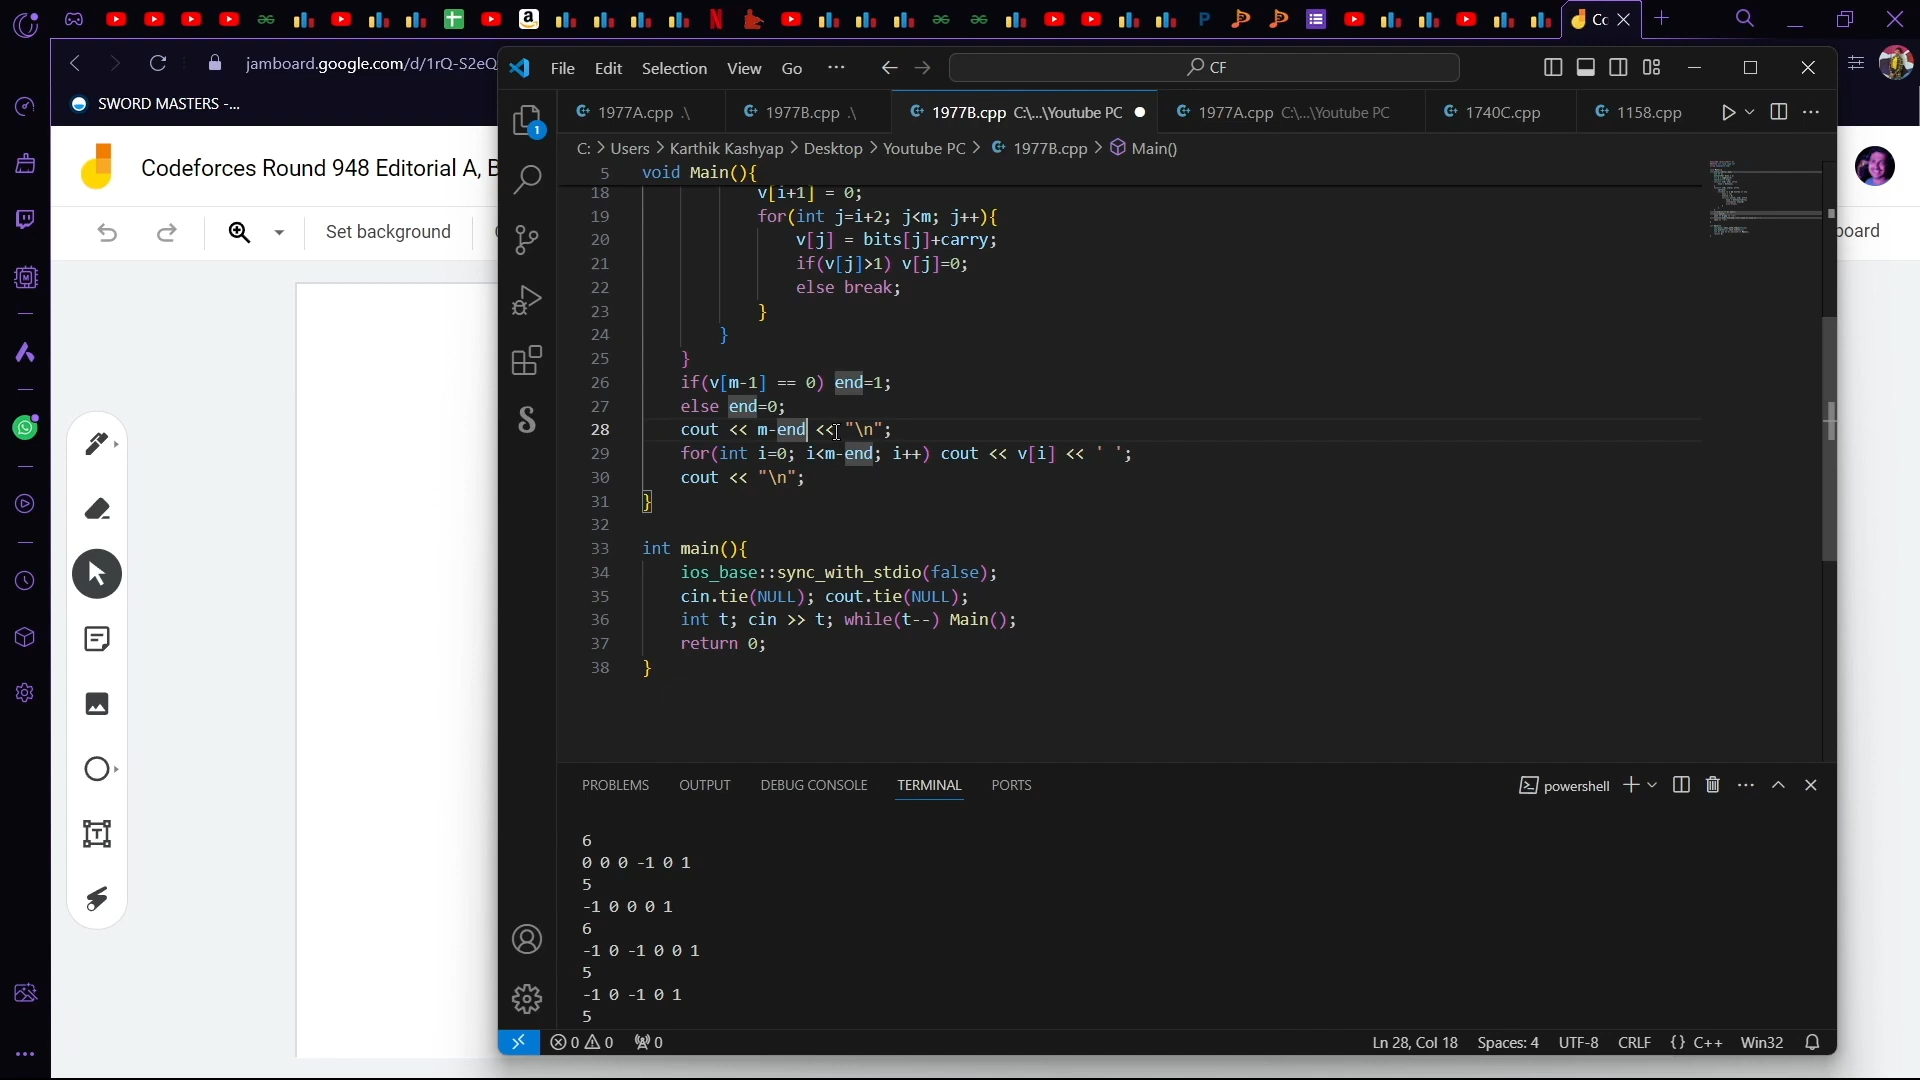 Cc
jamboard.google.com/d/1rQ-S2eQ
SWORD MASTERS -...
Codeforces Round 948 Editorial A, B
Set background
board
File Edit Selection View Go ... CF
1977A.cpp .\ 1977B.cpp .\ 1977B.cpp C:\...\Youtube PC 1977A.cpp C:\...\Youtube PC 1740C.cpp 1158.cpp
C: > Users > Karthik Kashyap > Desktop > Youtube PC > 1977B.cpp > Main()
5 void Main(){
18 v[i+1] = 0;
19 for(int j=i+2; j<m; j++){
20 v[j] = bits[j]+carry;
21 if(v[j]>1) v[j]=0;
22 else break;
23 }
24 }
25 }
26 if(v[m-1] == 0) end=1;
27 else end=0;
28 cout << m-end << "\n";
29 for(int i=0; i<m-end; i++) cout << v[i] << ' ';
30 cout << "\n";
31 }
32
33 int main(){
34 ios_base::sync_with_stdio(false);
35 cin.tie(NULL); cout.tie(NULL);
36 int t; cin >> t; while(t--) Main();
37 return 0;
38 }
PROBLEMS OUTPUT DEBUG CONSOLE TERMINAL PORTS powershell
6
0 0 0 -1 0 1
5
-1 0 0 0 1
6
-1 0 -1 0 0 1
5
-1 0 -1 0 1
5
0 0 0 Ln 28, Col 18 Spaces: 4 UTF-8 CRLF {} C++ Win32